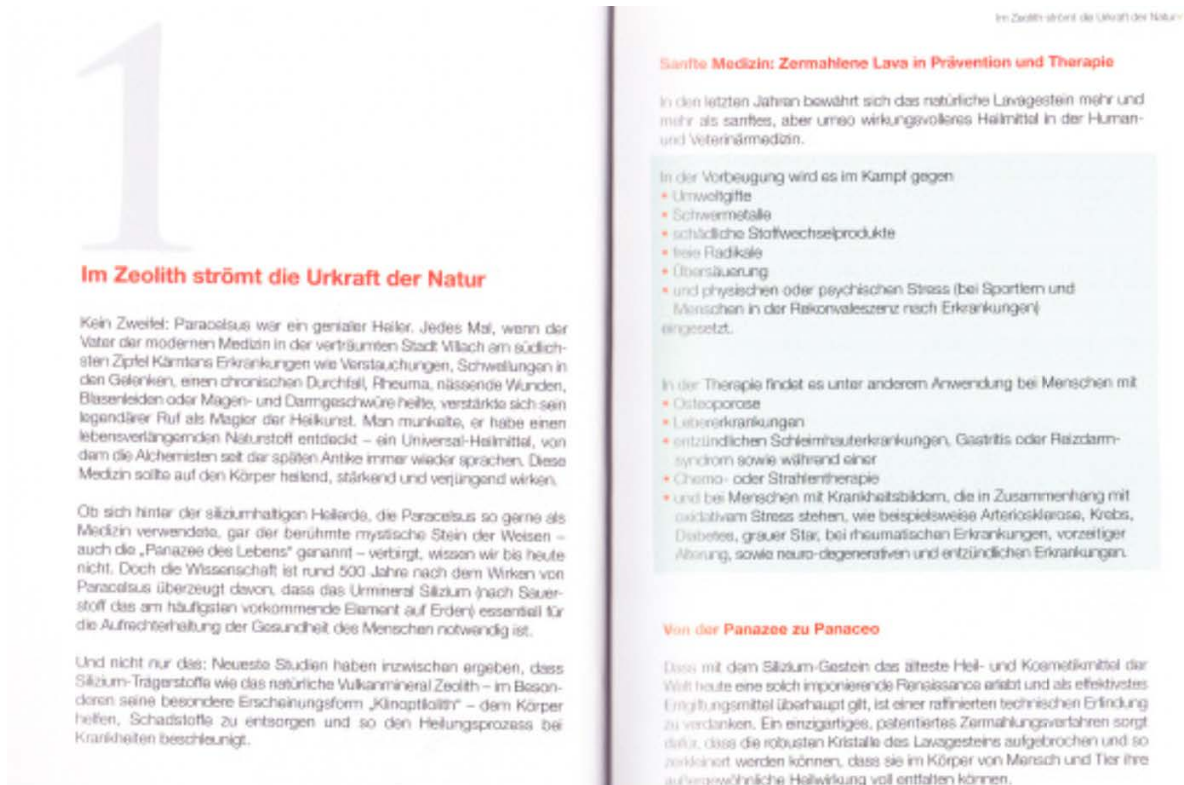 1
Im Zeolith strömt die Urkraft der Natur
Kein Zweifel: Paracelsus war ein genialer Heiler. Jedes Mal, wenn der
Vater der modernen Medizin in der verträumten Stadt Villach am südlich-
sten Zipfel Kärntens Erkrankungen wie Verstauchungen, Schwellungen in
den Gelenken, einen chronischen Durchfall, Rheuma, nässende Wunden,
Blasenleiden oder Magen- und Darmgeschwüre heilte, verstärkte sich sein
legendärer Ruf als Magier der Heilkunst. Man munkelte, er habe einen
lebensverlängernden Naturstoff entdeckt – ein Universal-Heilmittel, von
dem die Alchemisten seit der späten Antike immer wieder sprachen. Diese
Medizin sollte auf den Körper heilend, stärkend und verjüngend wirken.
Ob sich hinter der siliziumhaltigen Heilerde, die Paracelsus so gerne als
Medizin verwendete, gar der berühmte mystische Stein der Weisen –
auch die „Panazee des Lebens“ genannt – verbirgt, wissen wir bis heute
nicht. Doch die Wissenschaft ist rund 500 Jahre nach dem Wirken von
Paracelsus überzeugt davon, dass das Urmineral Silizium (nach Sauer-
stoff das am häufigsten vorkommende Element auf Erden) essentiell für
die Aufrechterhaltung der Gesundheit des Menschen notwendig ist.
Und nicht nur das: Neueste Studien haben inzwischen ergeben, dass
Silizium-Trägerstoffe wie das natürliche Vulkanmineral Zeolith – im Beson-
deren seine besondere Erscheinungsform „Klinoptilolith“ – dem Körper
helfen, Schadstoffe zu entsorgen und so den Heilungsprozess bei
Krankheiten beschleunigt.
Im Zeolith strömt die Urkraft der Natur
Sanfte Medizin: Zermahlene Lava in Prävention und Therapie
In den letzten Jahren bewährt sich das natürliche Lavagestein mehr und
mehr als sanftes, aber umso wirkungsvolleres Heilmittel in der Human-
und Veterinärmedizin.
In der Vorbeugung wird es im Kampf gegen
• Umweltgifte
• Schwermetalle
• schädliche Stoffwechselprodukte
• freie Radikale
• Übersäuerung
• und physischen oder psychischen Stress (bei Sportlern und
Menschen in der Rekonvaleszenz nach Erkrankungen)
eingesetzt.
In der Therapie findet es unter anderem Anwendung bei Menschen mit
• Osteoporose
• Lebererkrankungen
• entzündlichen Schleimhauterkrankungen, Gastritis oder Reizdarm-
syndrom sowie während einer
• Chemo- oder Strahlentherapie
• und bei Menschen mit Krankheitsbildern, die in Zusammenhang mit
oxidativem Stress stehen, wie beispielsweise Arteriosklerose, Krebs,
Diabetes, grauer Star, bei rheumatischen Erkrankungen, vorzeitiger
Alterung, sowie neuro-degenerativen und entzündlichen Erkrankungen.
Von der Panazee zu Panaceo
Dass mit dem Silizium-Gestein das älteste Heil- und Kosmetikmittel der
Welt heute eine solch imponierende Renaissance erlebt und als effektivstes
Entgiftungsmittel überhaupt gilt, ist einer raffinierten technischen Erfindung
zu verdanken. Ein einzigartiges, patentiertes Zermahlungsverfahren sorgt
dafür, dass die robusten Kristalle des Lavagesteins aufgebrochen und so
zerkleinert werden können, dass sie im Körper von Mensch und Tier ihre
außergewöhnliche Heilwirkung voll entfalten können.